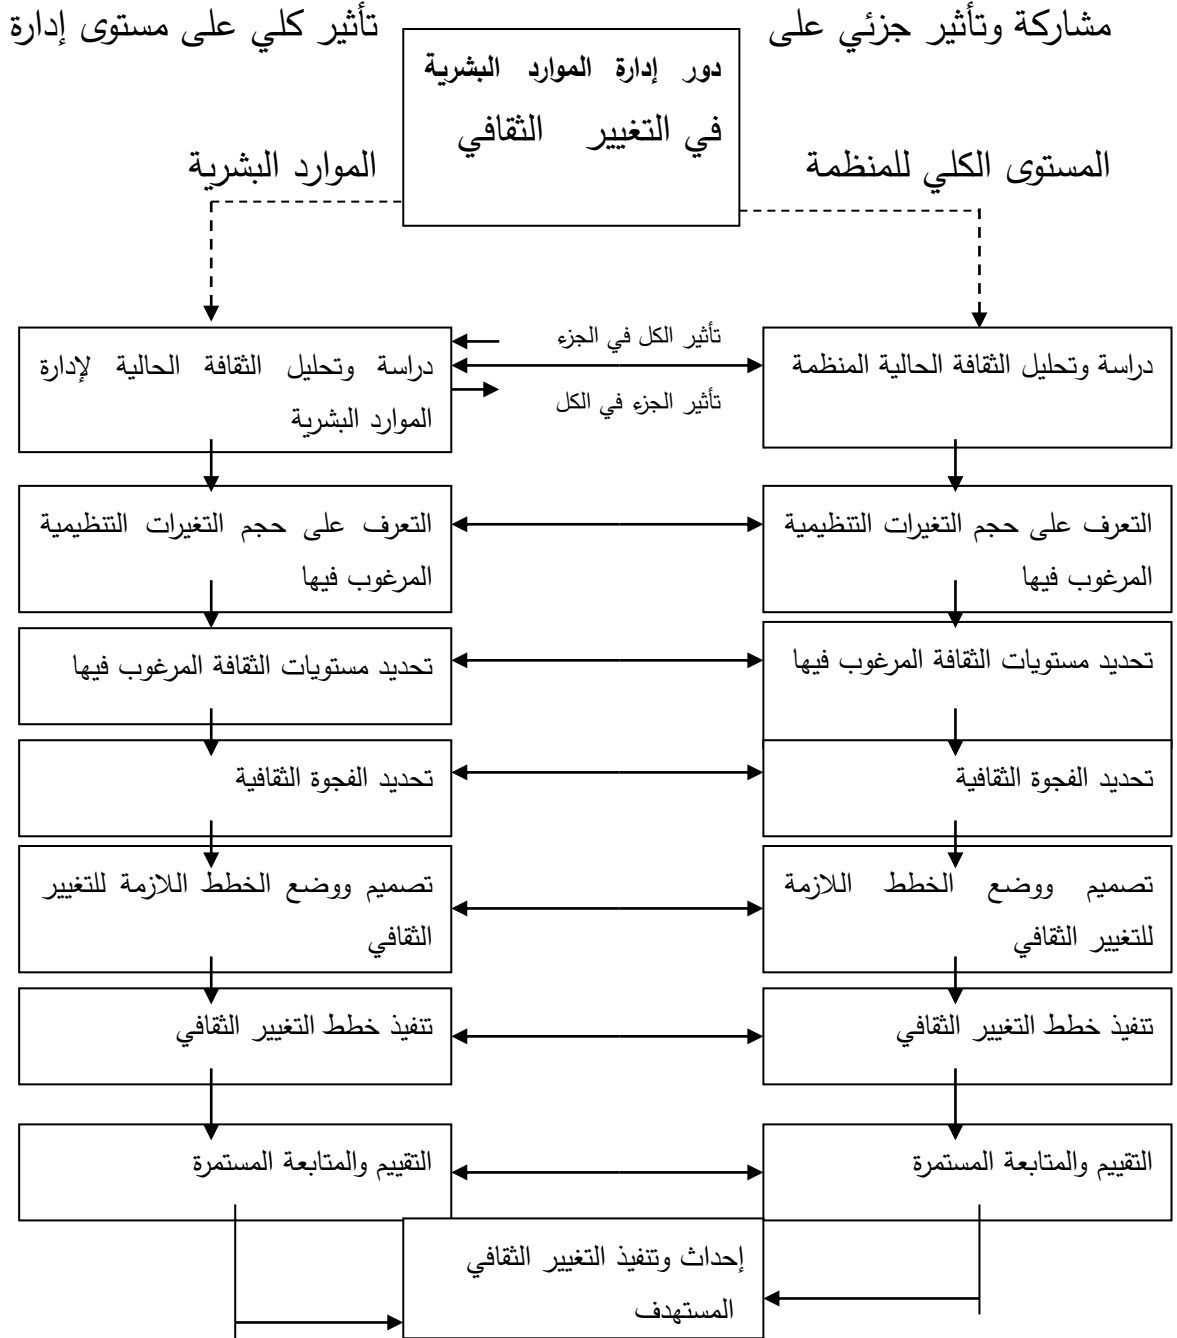 مشاركة وتأثير جزئي على
المستوى الكلي للمنظمة
دور إدارة الموارد البشرية
في التغيير الثقافي
تأثير كلي على مستوى إدارة
الموارد البشرية
دراسة وتحليل الثقافة الحالية المنظمة
تأثير الكل في الجزء
تأثير الجزء في الكل
دراسة وتحليل الثقافة الحالية لإدارة
الموارد البشرية
التعرف على حجم التغيرات التنظيمية
المرغوب فيها
التعرف على حجم التغيرات التنظيمية
المرغوب فيها
تحديد مستويات الثقافة المرغوب فيها
تحديد مستويات الثقافة المرغوب فيها
تحديد الفجوة الثقافية
تحديد الفجوة الثقافية
تصميم ووضع الخطط اللازمة
للتغيير الثقافي
تصميم ووضع الخطط اللازمة للتغيير
الثقافي
تنفيذ خطط التغيير الثقافي
تنفيذ خطط التغيير الثقافي
التقييم والمتابعة المستمرة
التقييم والمتابعة المستمرة
إحداث وتنفيذ التغيير الثقافي
المستهدف